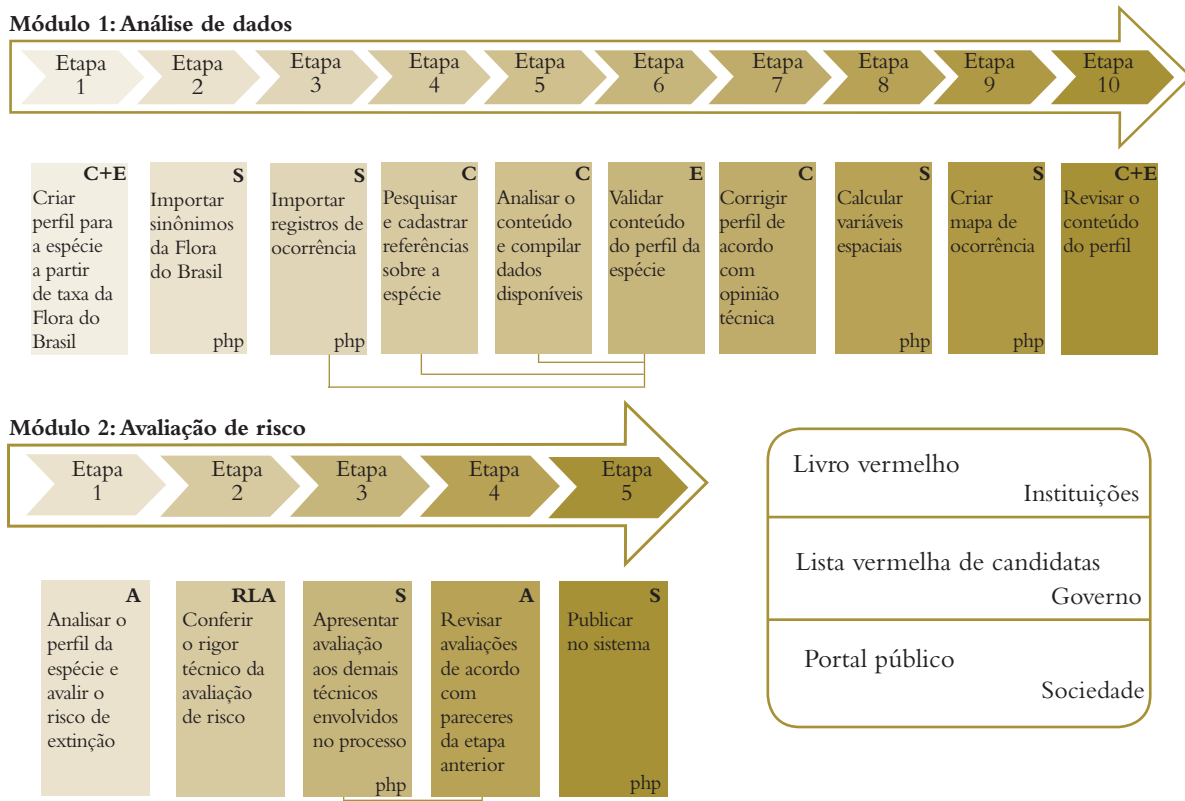 Módulo 1: Análise de dados
Etapa
1
Etapa
2
Etapa
3
Etapa
4
Etapa
5
Etapa
6
Etapa
7
Etapa
8
Etapa
9
Etapa
10
C+E
Criar
perfil para
a espécie
a partir
de taxa da
Flora do
Brasil
S
Importar
sinônimos
da Flora
do Brasil
php
S
Importar
registros de
ocorrência
php
C
Pesquisar
e cadastrar
referências
sobre a
espécie
C
Analisar o
conteúdo
e compilar
dados
disponíveis
E
Validar
conteúdo
do perfil da
espécie
C
Corrigir
perfil de
acordo
com
opinião
técnica
S
Calcular
variáveis
espaciais
php
S
Criar
mapa de
ocorrência
php
C+E
Revisar o
conteúdo
do perfil
Módulo 2: Avaliação de risco
Etapa
1
Etapa
2
Etapa
3
Etapa
4
Etapa
5
A
Analisar o
perfil da
espécie e
avalir o
risco de
extinção
RLA
Conferir
o rigor
técnico da
avaliação
de risco
S
Apresentar
avaliação
aos demais
técnicos
envolvidos
no processo
php
A
Revisar
avaliações
de acordo
com
pareceres
da etapa
anterior
S
Publicar
no sistema
php
Livro vermelho
Instituições
Lista vermelha de candidatas
Governo
Portal público
Sociedade